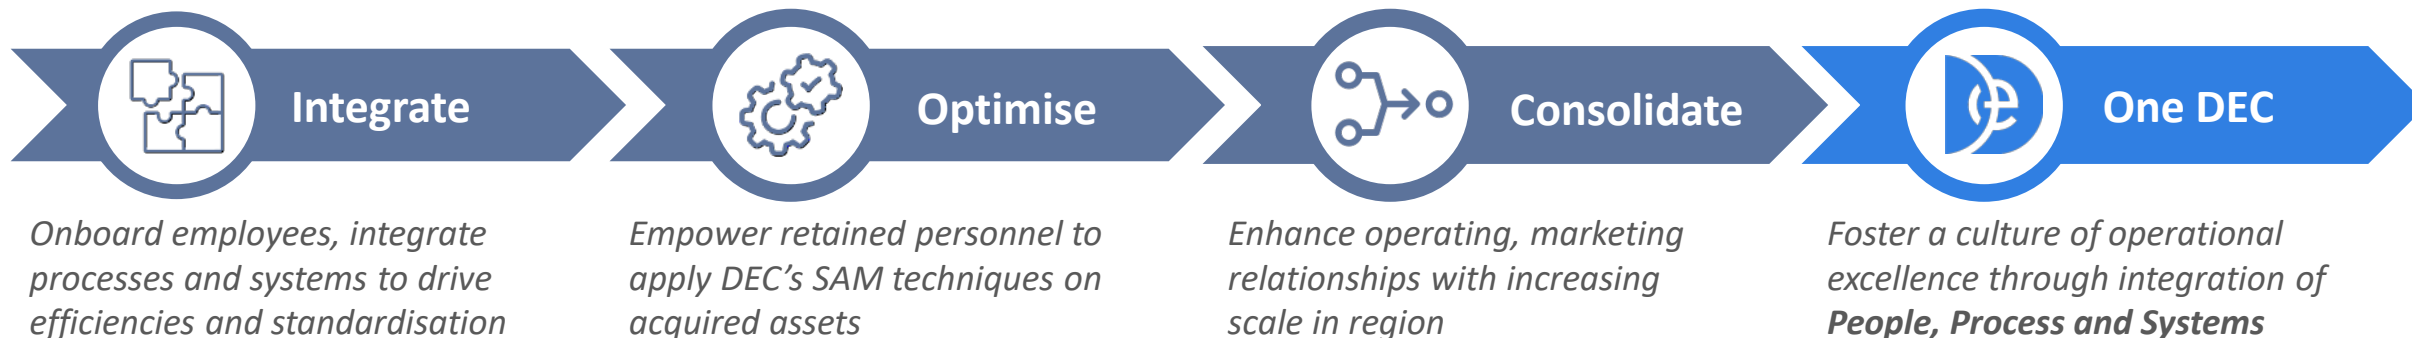 Integrate
Onboard employees, integrate
processes and systems to drive
efficiencies and standardisation
Optimise
Empower retained personnel to
apply DEC’s SAM techniques on
acquired assets
Consolidate
Enhance operating, marketing
relationships with increasing
scale in region
One DEC
Foster a culture of operational
excellence through integration of
People, Process and Systems